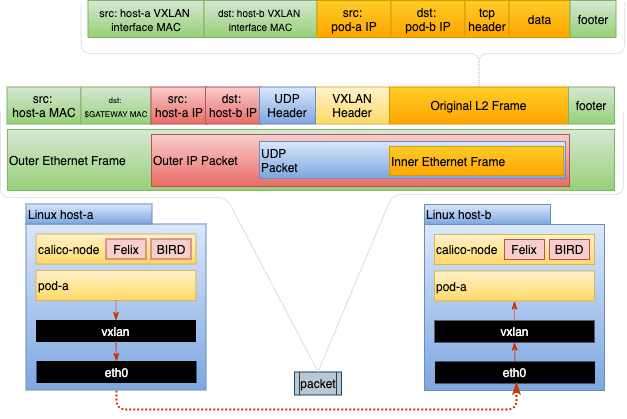 src: host-a VXLAN
interface MAC
dst: host-b VXLAN
interface MAC
src:
pod-a IP
dst:
pod-b IP
tcp
header
data
footer
src:
host-a MAC
dst:
$GATEWAY MAC
src:
host-a IP
dst:
host-b IP
UDP
Header
VXLAN
Header
Original L2 Frame
footer
Outer Ethernet Frame
Outer IP Packet
UDP
Packet
Inner Ethernet Frame
Linux host-a
calico-node
Felix
BIRD
pod-a
vxlan
eth0
Linux host-b
calico-node
Felix
BIRD
pod-a
vxlan
eth0
packet